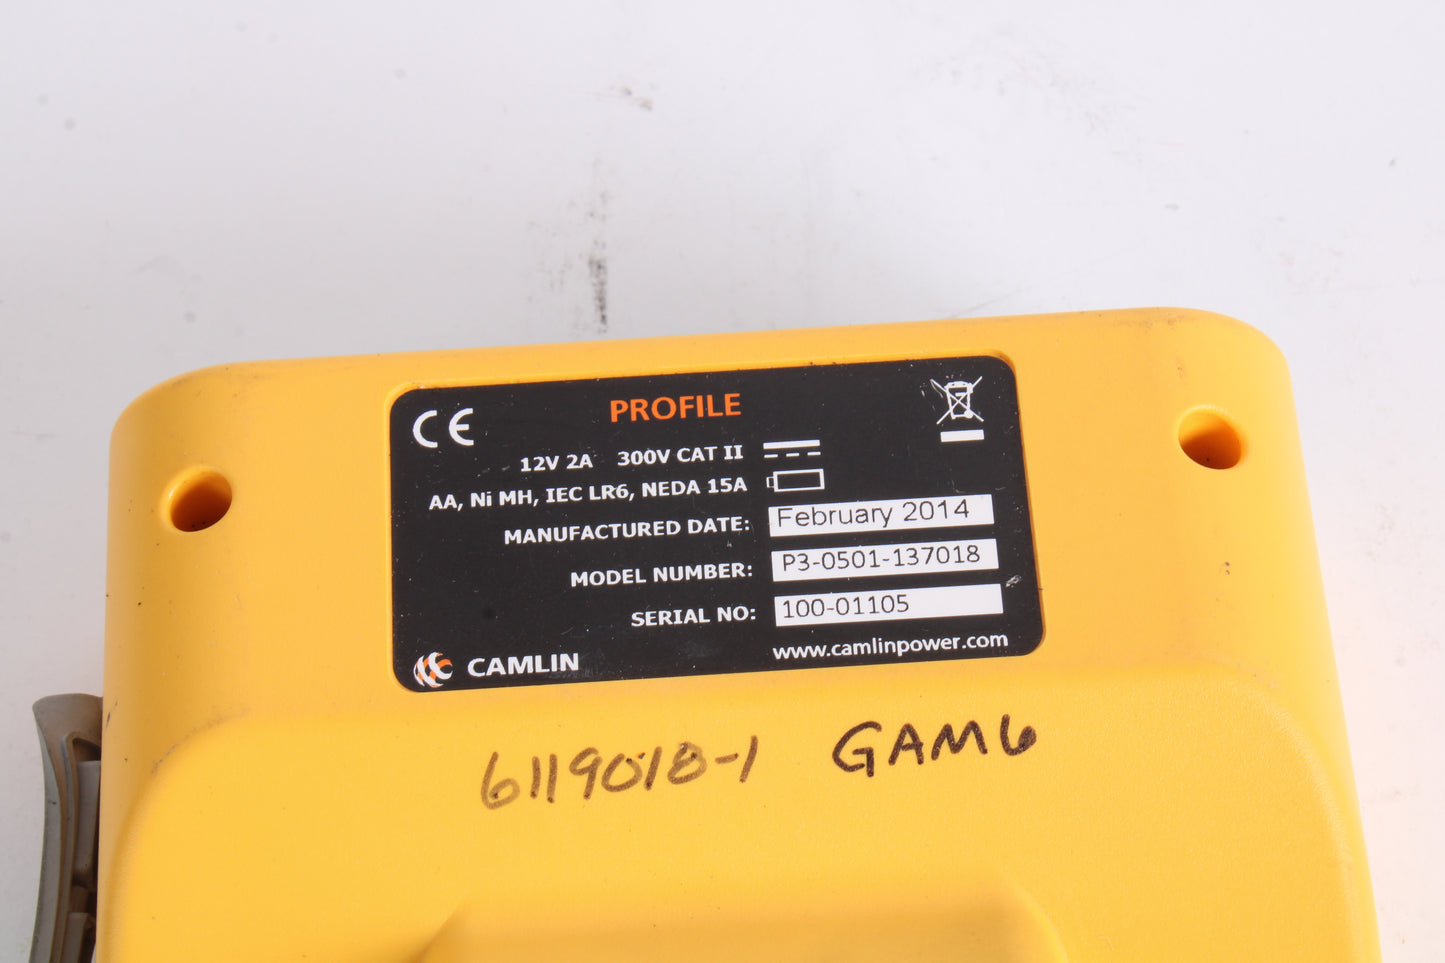 CE
PROFILE
12V 2A 300V CAT II
AA, Ni MH, IEC LR6, NEDA 15A
MANUFACTURED DATE: February 2014
MODEL NUMBER: P3-0501-137018
SERIAL NO: 100-01105
CAMLIN www.camlinpower.com
6119018-1 GAM6